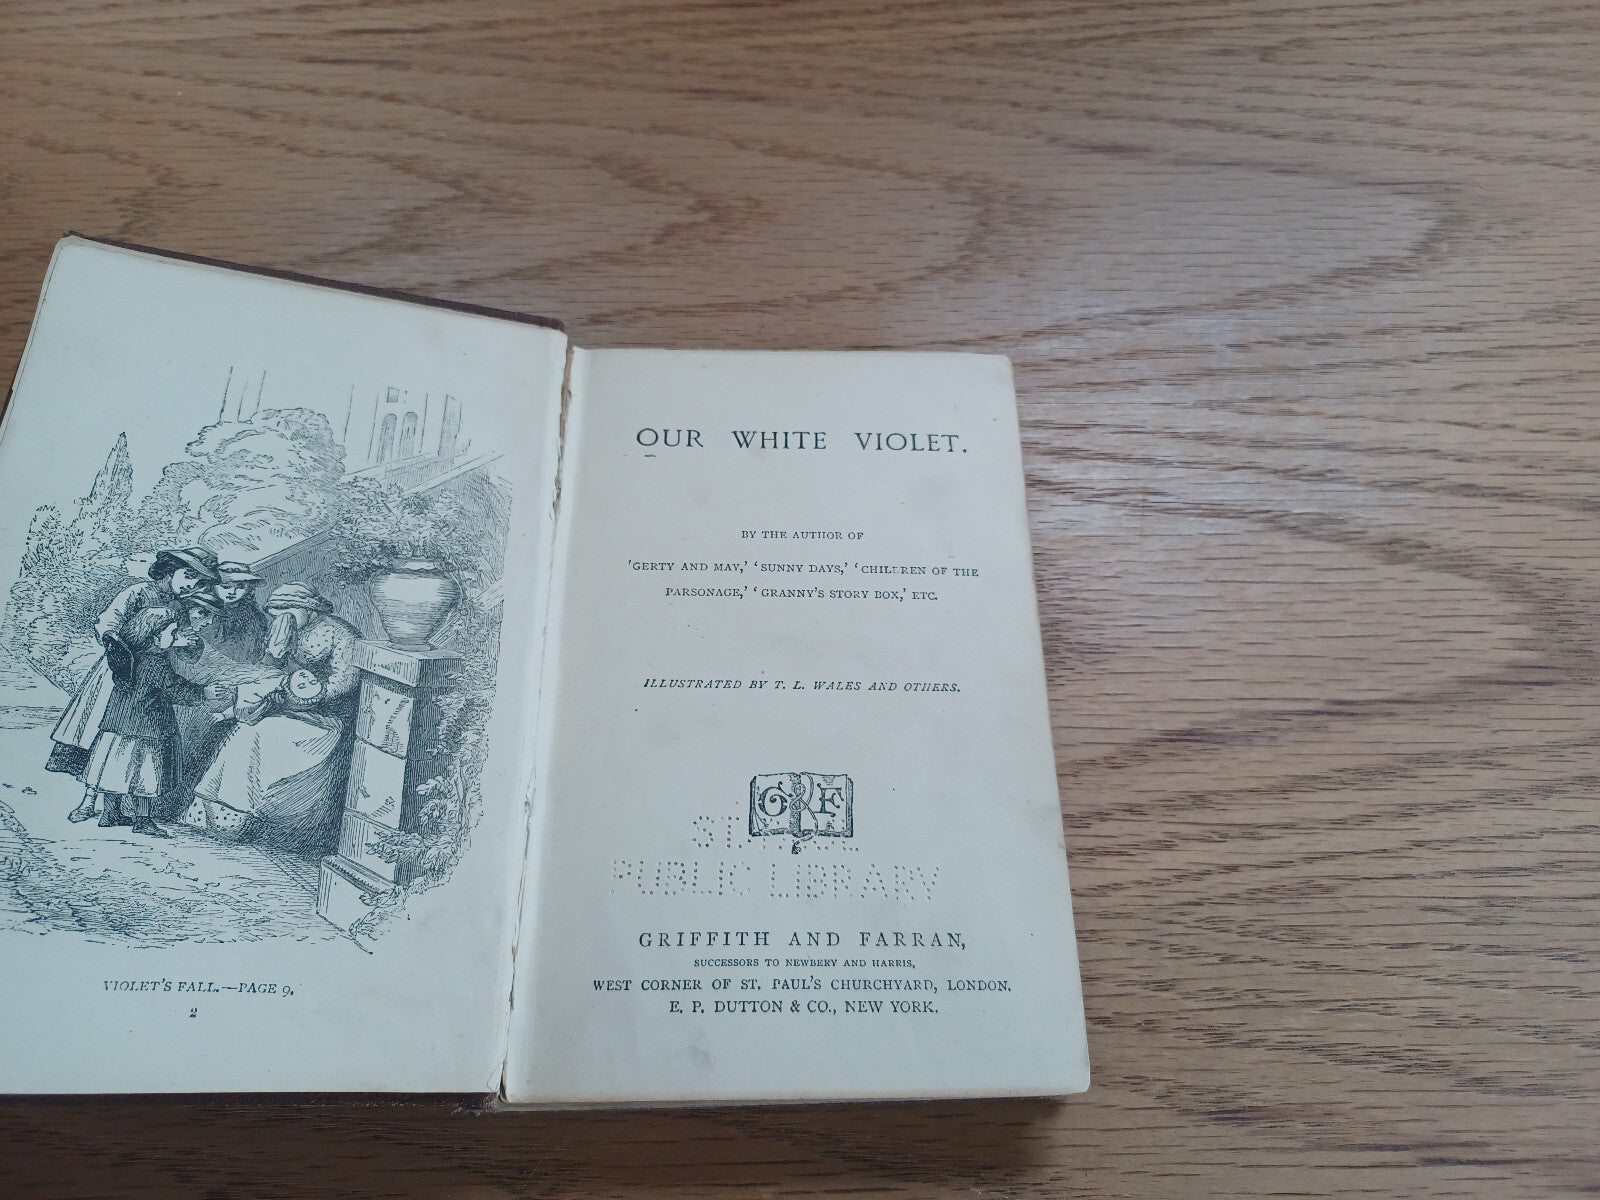 VIOLET'S FALL.—PAGE 9.
2
OUR WHITE VIOLET.
BY THE AUTHOR OF
'GERTY AND MAY,' 'SUNNY DAYS,' 'CHILDREN OF THE
PARSONAGE,' 'GRANNY'S STORY BOX,' ETC.
ILLUSTRATED BY T. L. WALES AND OTHERS.
G & F
ST.
PUBLIC LIBRARY
GRIFFITH AND FARRAN,
SUCCESSORS TO NEWBERY AND HARRIS,
WEST CORNER OF ST. PAUL'S CHURCHYARD, LONDON.
E. P. DUTTON & CO., NEW YORK.